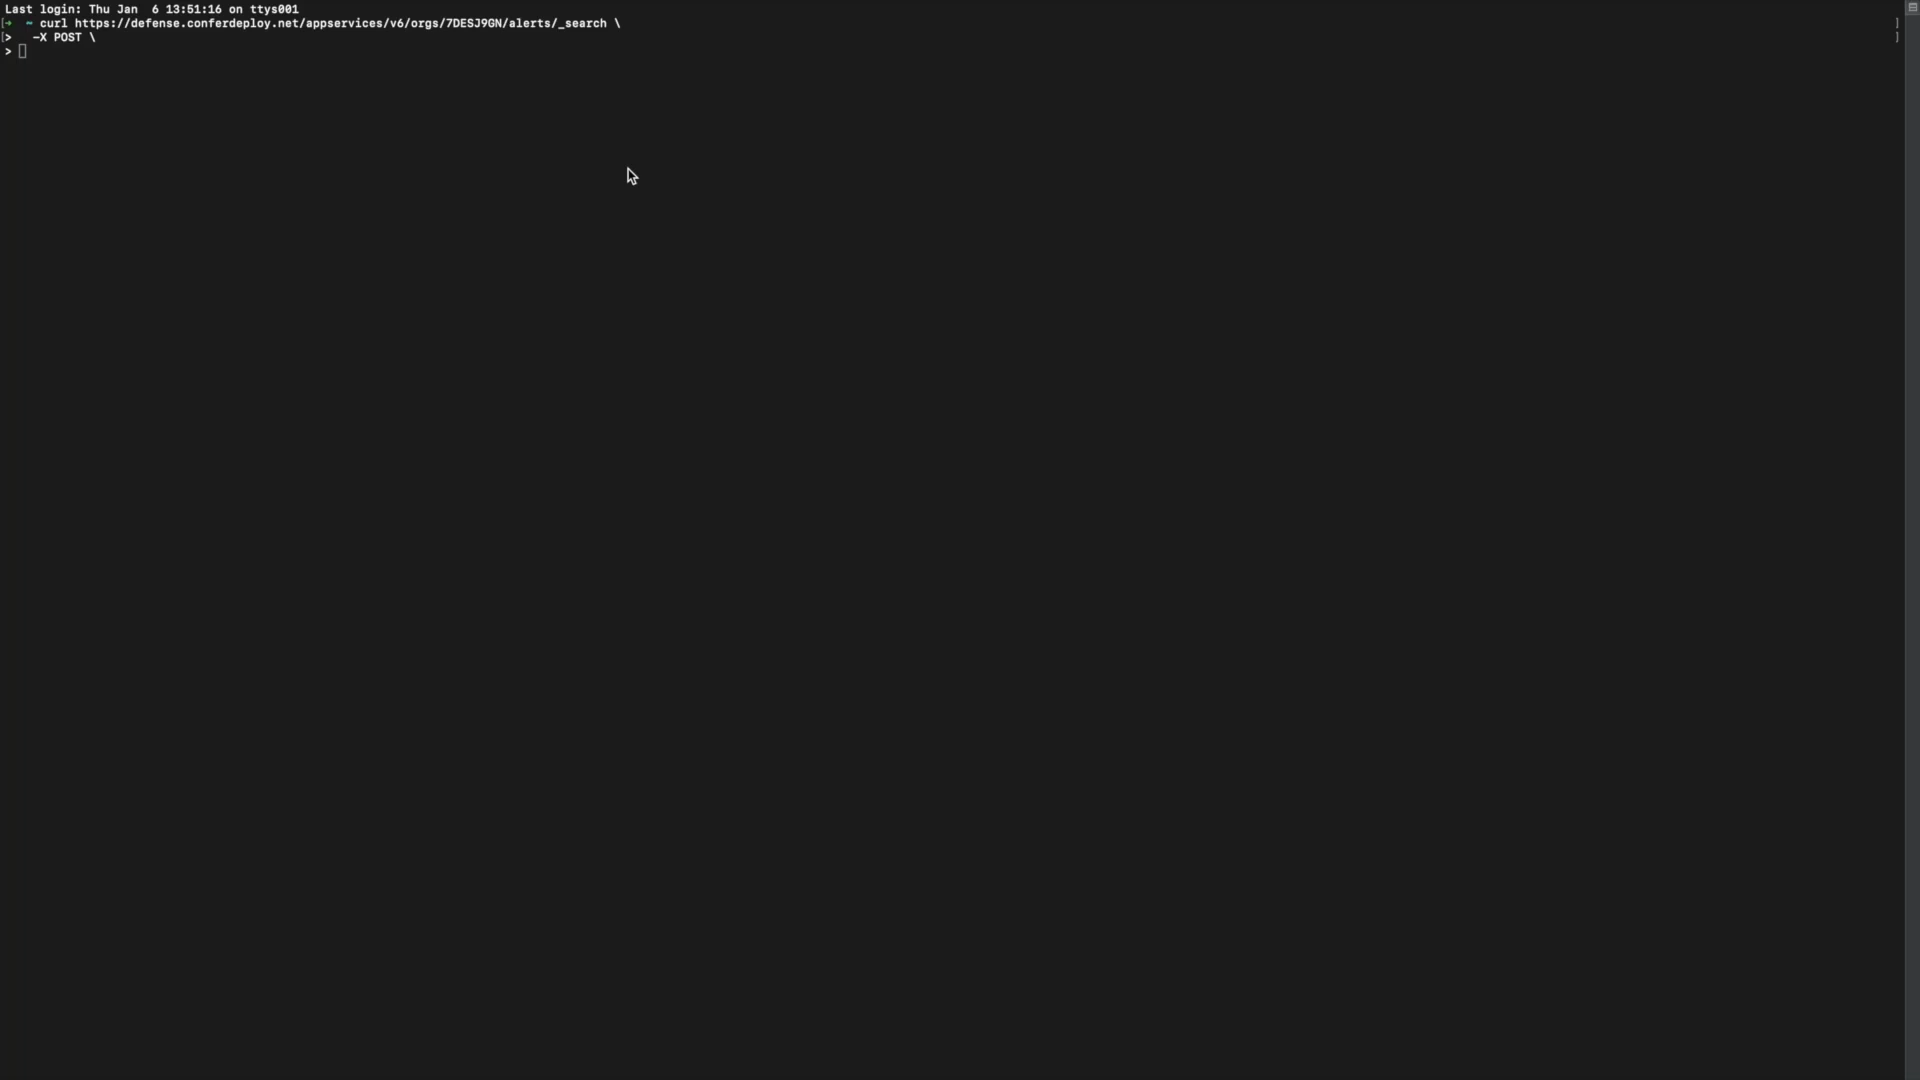 Last login: Thu Jan  6 13:51:16 on ttys001
[➜  ~ curl https://defense.conferdeploy.net/appservices/v6/orgs/7DESJ9GN/alerts/_search \ ]
[>   -X POST \ ]
>